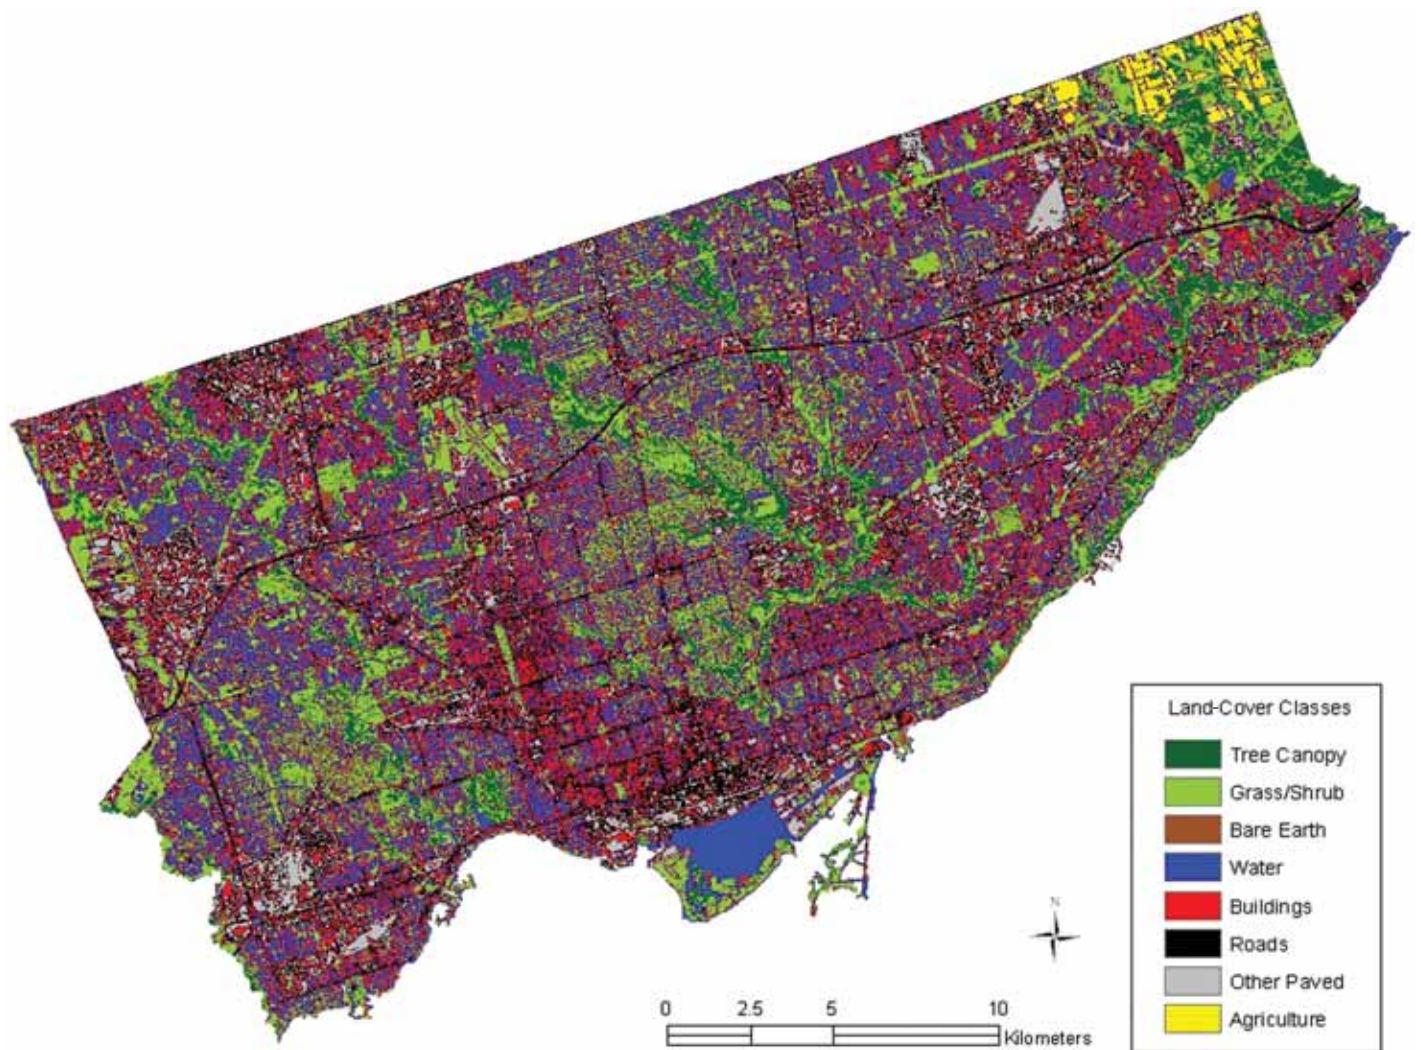 Land-Cover Classes
Tree Canopy
Grass/Shrub
Bare Earth
Water
Buildings
Roads
Other Paved
Agriculture
N
0 2.5 5 10
Kilometers